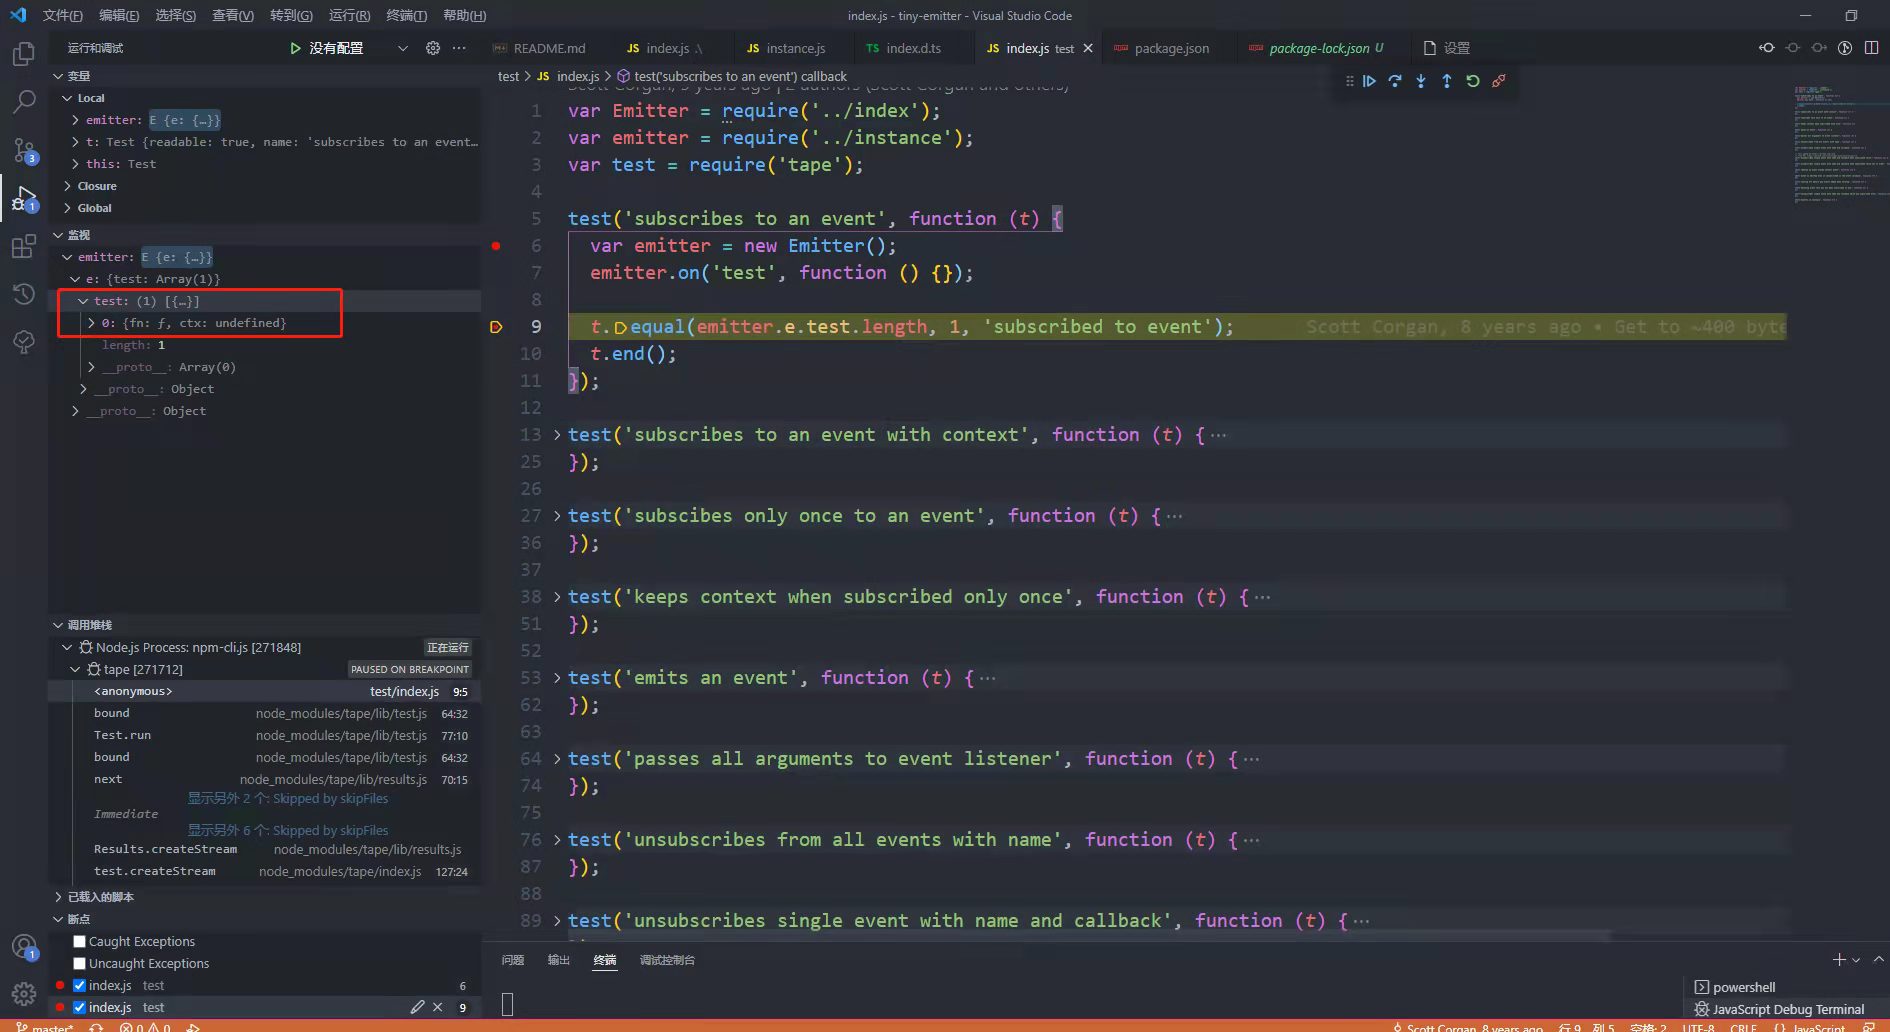 文件(F) 编辑(E) 选择(S) 查看(V) 转到(G) 运行(R) 终端(T) 帮助(H)
index.js - tiny-emitter - Visual Studio Code
运行和调试 没有配置
README.md
JS index.js .\
JS instance.js
TS index.d.ts
JS index.js test
package.json
package-lock.json U
设置
变量
Local
emitter: E {e: {…}}
t: Test {readable: true, name: 'subscribes to an event…
this: Test
Closure
Global
监视
emitter: E {e: {…}}
e: {test: Array(1)}
test: (1) [{…}]
0: {fn: ƒ, ctx: undefined}
length: 1
__proto__: Array(0)
__proto__: Object
__proto__: Object
调用堆栈
Node.js Process: npm-cli.js [271848] 正在运行
tape [271712] PAUSED ON BREAKPOINT
<anonymous> test/index.js 9:5
bound node_modules/tape/lib/test.js 64:32
Test.run node_modules/tape/lib/test.js 77:10
bound node_modules/tape/lib/test.js 64:32
next node_modules/tape/lib/results.js 70:15
显示另外 2 个: Skipped by skipFiles
Immediate
显示另外 6 个: Skipped by skipFiles
Results.createStream node_modules/tape/lib/results.js
test.createStream node_modules/tape/index.js 127:24
已载入的脚本
断点
Caught Exceptions
Uncaught Exceptions
index.js test 6
index.js test 9
3
1
1
test > JS index.js > test('subscribes to an event') callback
Scott Corgan, 9 years ago | 2 authors (Scott Corgan and others)
1 var Emitter = require('../index');
2 var emitter = require('../instance');
3 var test = require('tape');
4
5 test('subscribes to an event', function (t) {
6 var emitter = new Emitter();
7 emitter.on('test', function () {});
8
9 t.equal(emitter.e.test.length, 1, 'subscribed to event'); Scott Corgan, 8 years ago • Get to ~400 byte
10 t.end();
11 });
12
13 test('subscribes to an event with context', function (t) {…
25 });
26
27 test('subscibes only once to an event', function (t) {…
36 });
37
38 test('keeps context when subscribed only once', function (t) {…
51 });
52
53 test('emits an event', function (t) {…
62 });
63
64 test('passes all arguments to event listener', function (t) {…
74 });
75
76 test('unsubscribes from all events with name', function (t) {…
87 });
88
89 test('unsubscribes single event with name and callback', function (t) {…
问题 输出 终端 调试控制台
powershell
JavaScript Debug Terminal
master* 0 0 Scott Corgan, 8 years ago 行 9，列 5 空格: 2 UTF-8 CRLF {} JavaScript